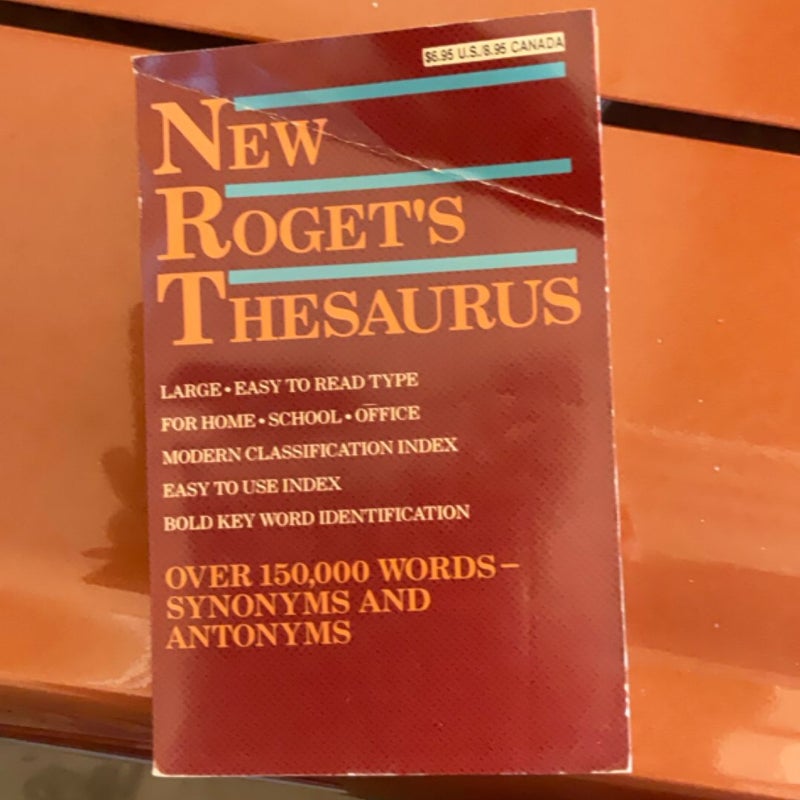 $6.95 U.S./8.95 CANADA
NEW
ROGET'S
THESAURUS
LARGE • EASY TO READ TYPE
FOR HOME • SCHOOL • OFFICE
MODERN CLASSIFICATION INDEX
EASY TO USE INDEX
BOLD KEY WORD IDENTIFICATION
OVER 150,000 WORDS–
SYNONYMS AND
ANTONYMS